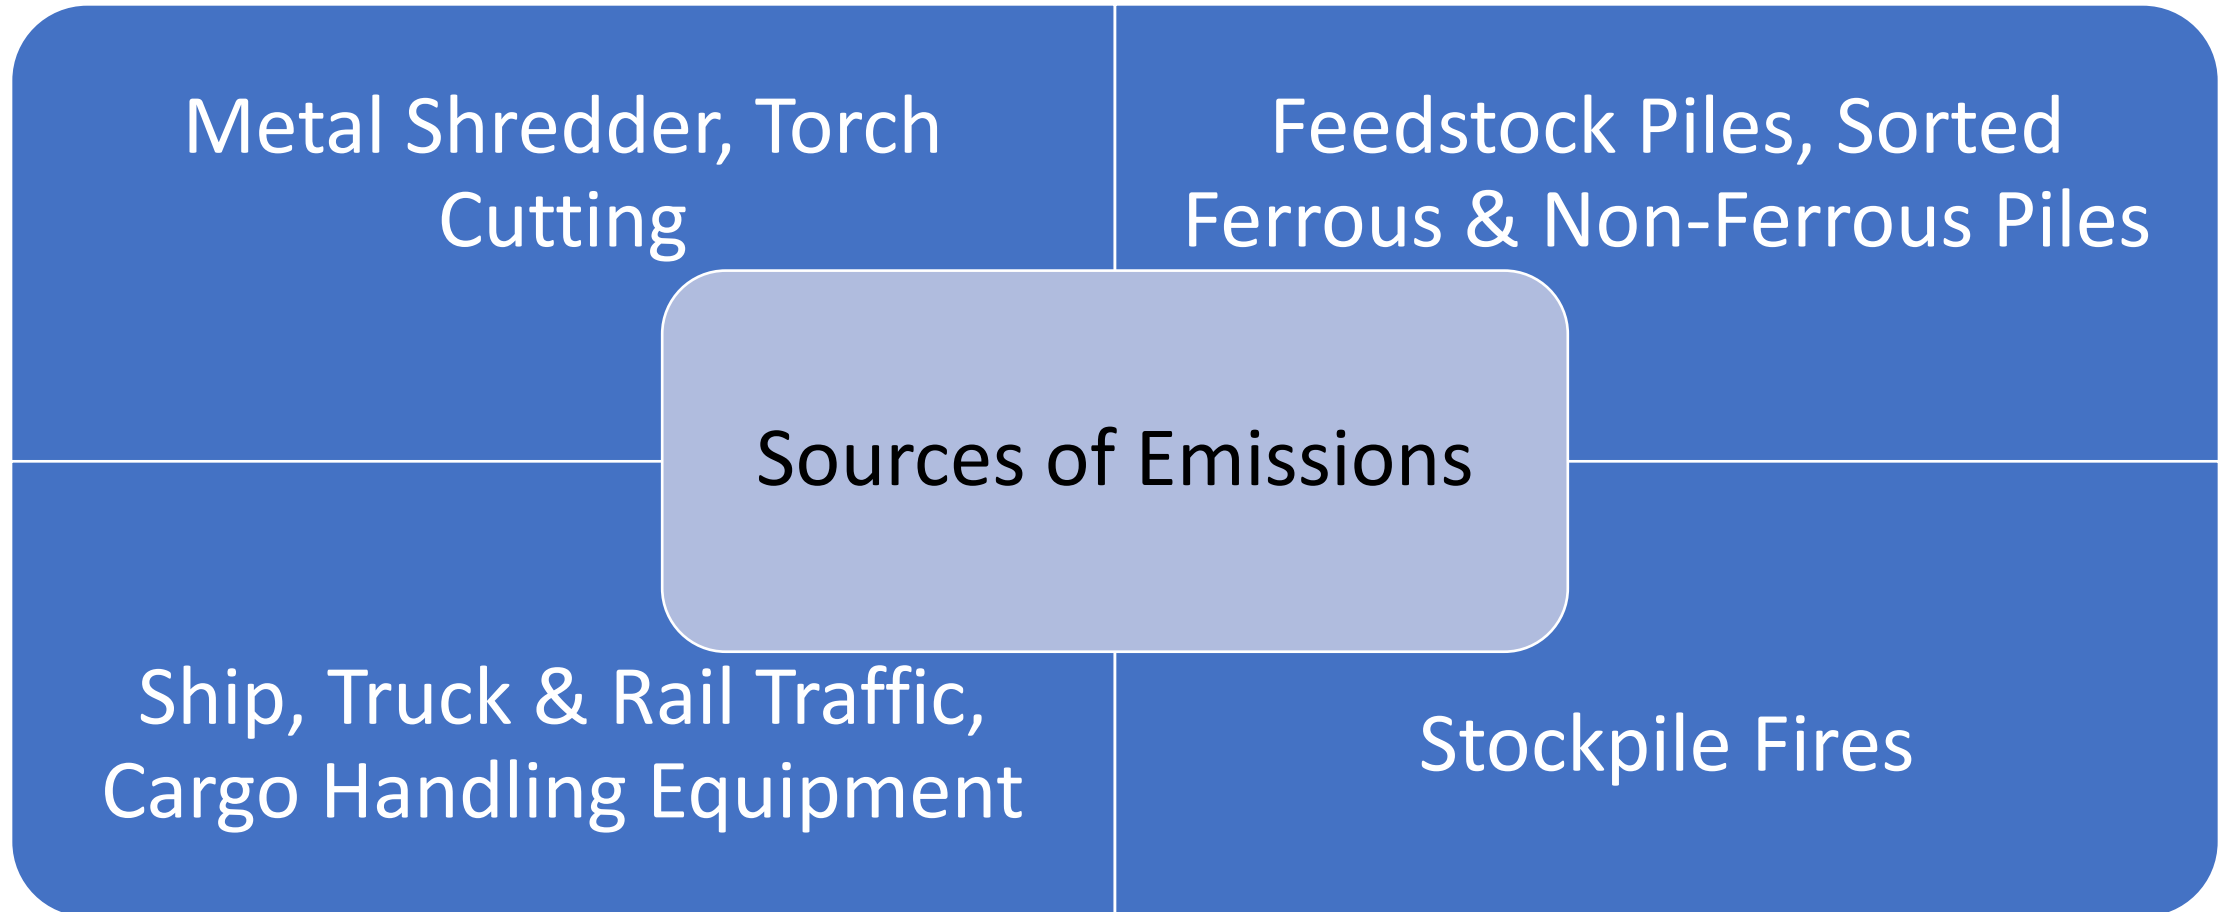 Metal Shredder, Torch
Cutting
Feedstock Piles, Sorted
Ferrous & Non-Ferrous Piles
Sources of Emissions
Ship, Truck & Rail Traffic,
Cargo Handling Equipment
Stockpile Fires